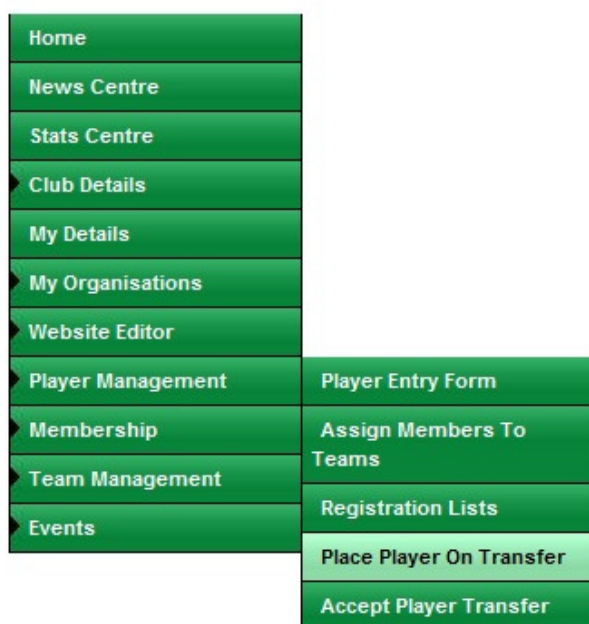 Home
News Centre
Stats Centre
Club Details
My Details
My Organisations
Website Editor
Player Management
Membership
Team Management
Events
Player Entry Form
Assign Members To
Teams
Registration Lists
Place Player On Transfer
Accept Player Transfer